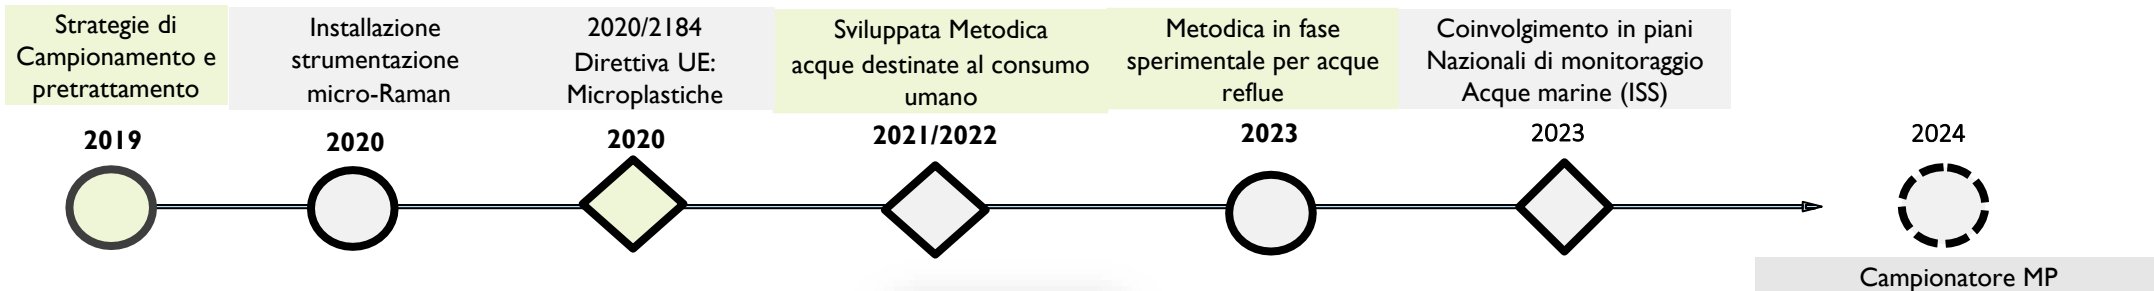 Strategie di
Campionamento e
pretrattamento
2019
Installazione
strumentazione
micro-Raman
2020
2020/2184
Direttiva UE:
Microplastiche
2020
Sviluppata Metodica
acque destinate al consumo
umano
2021/2022
Metodica in fase
sperimentale per acque
reflue
2023
Coinvolgimento in piani
Nazionali di monitoraggio
Acque marine (ISS)
2023
2024
Campionatore MP